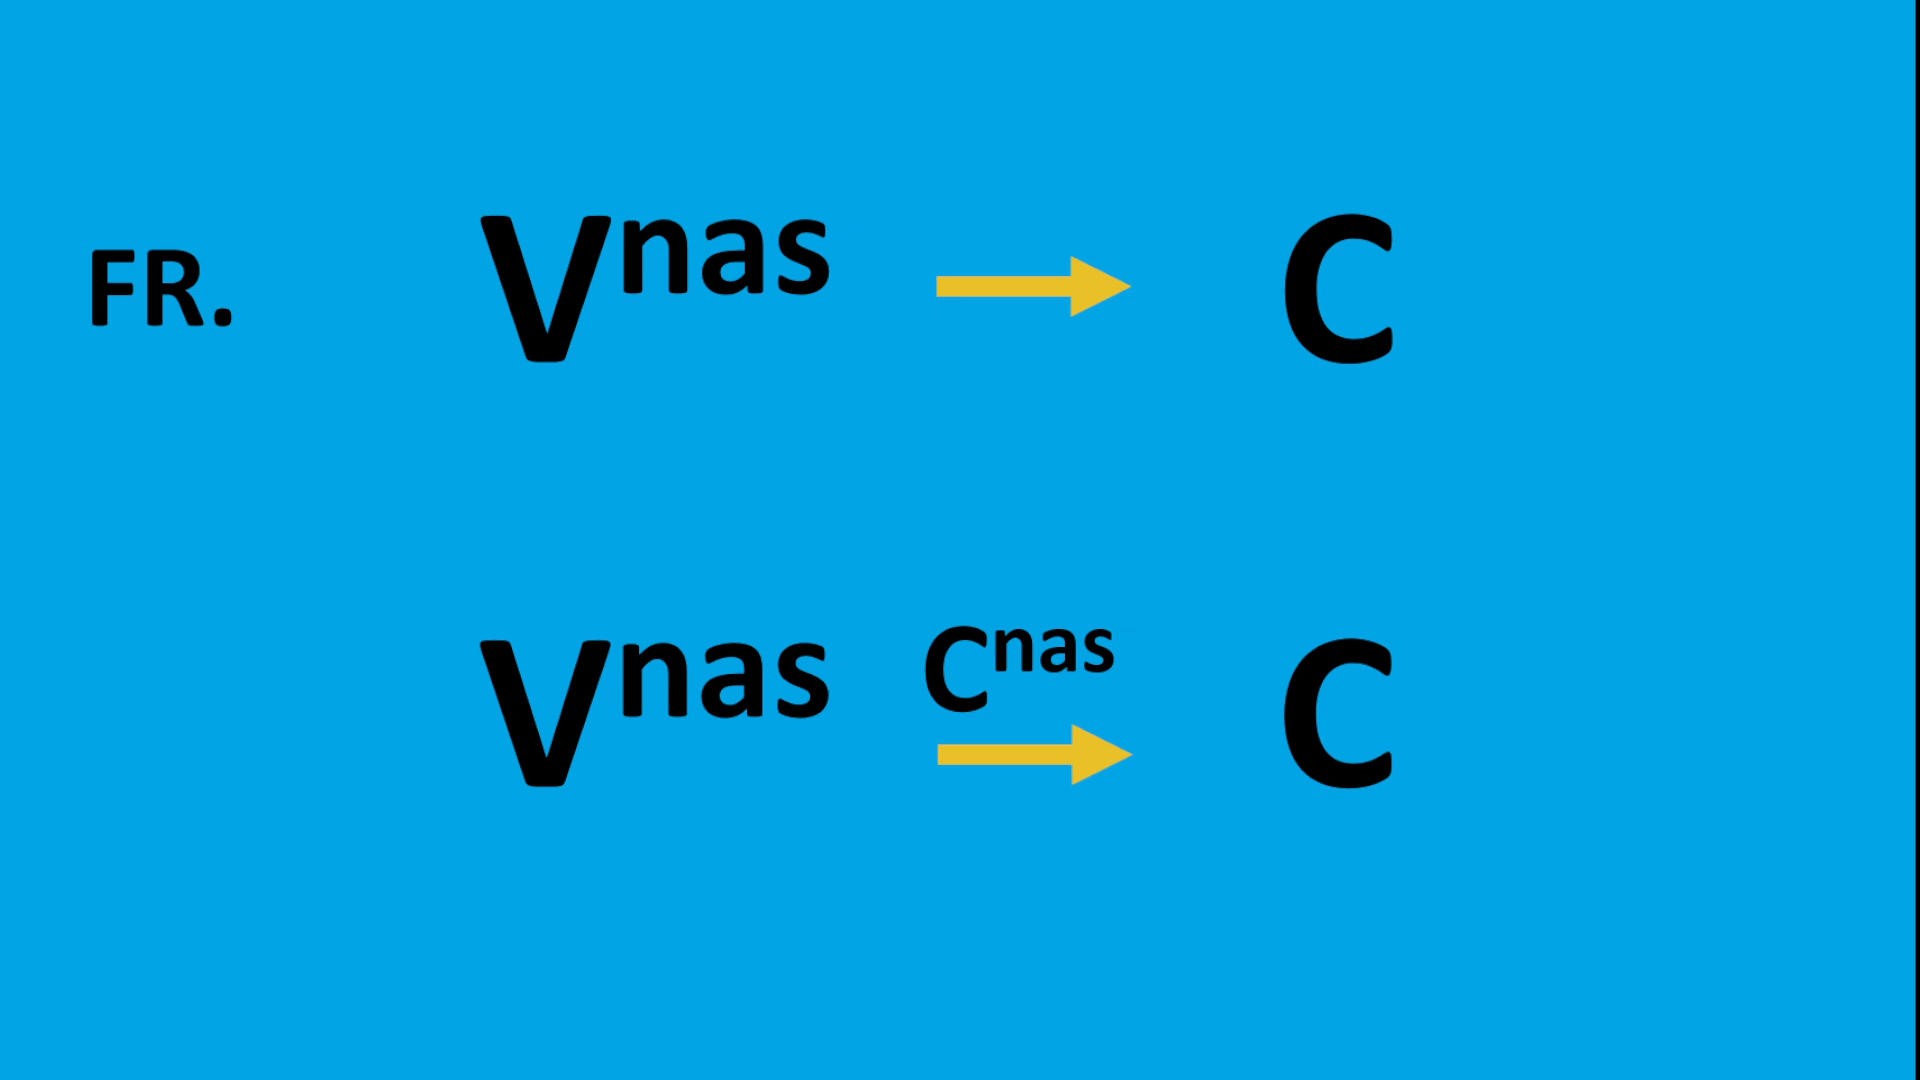 FR. Vⁿᵃˢ → C
Vⁿᵃˢ Cⁿᵃˢ → C